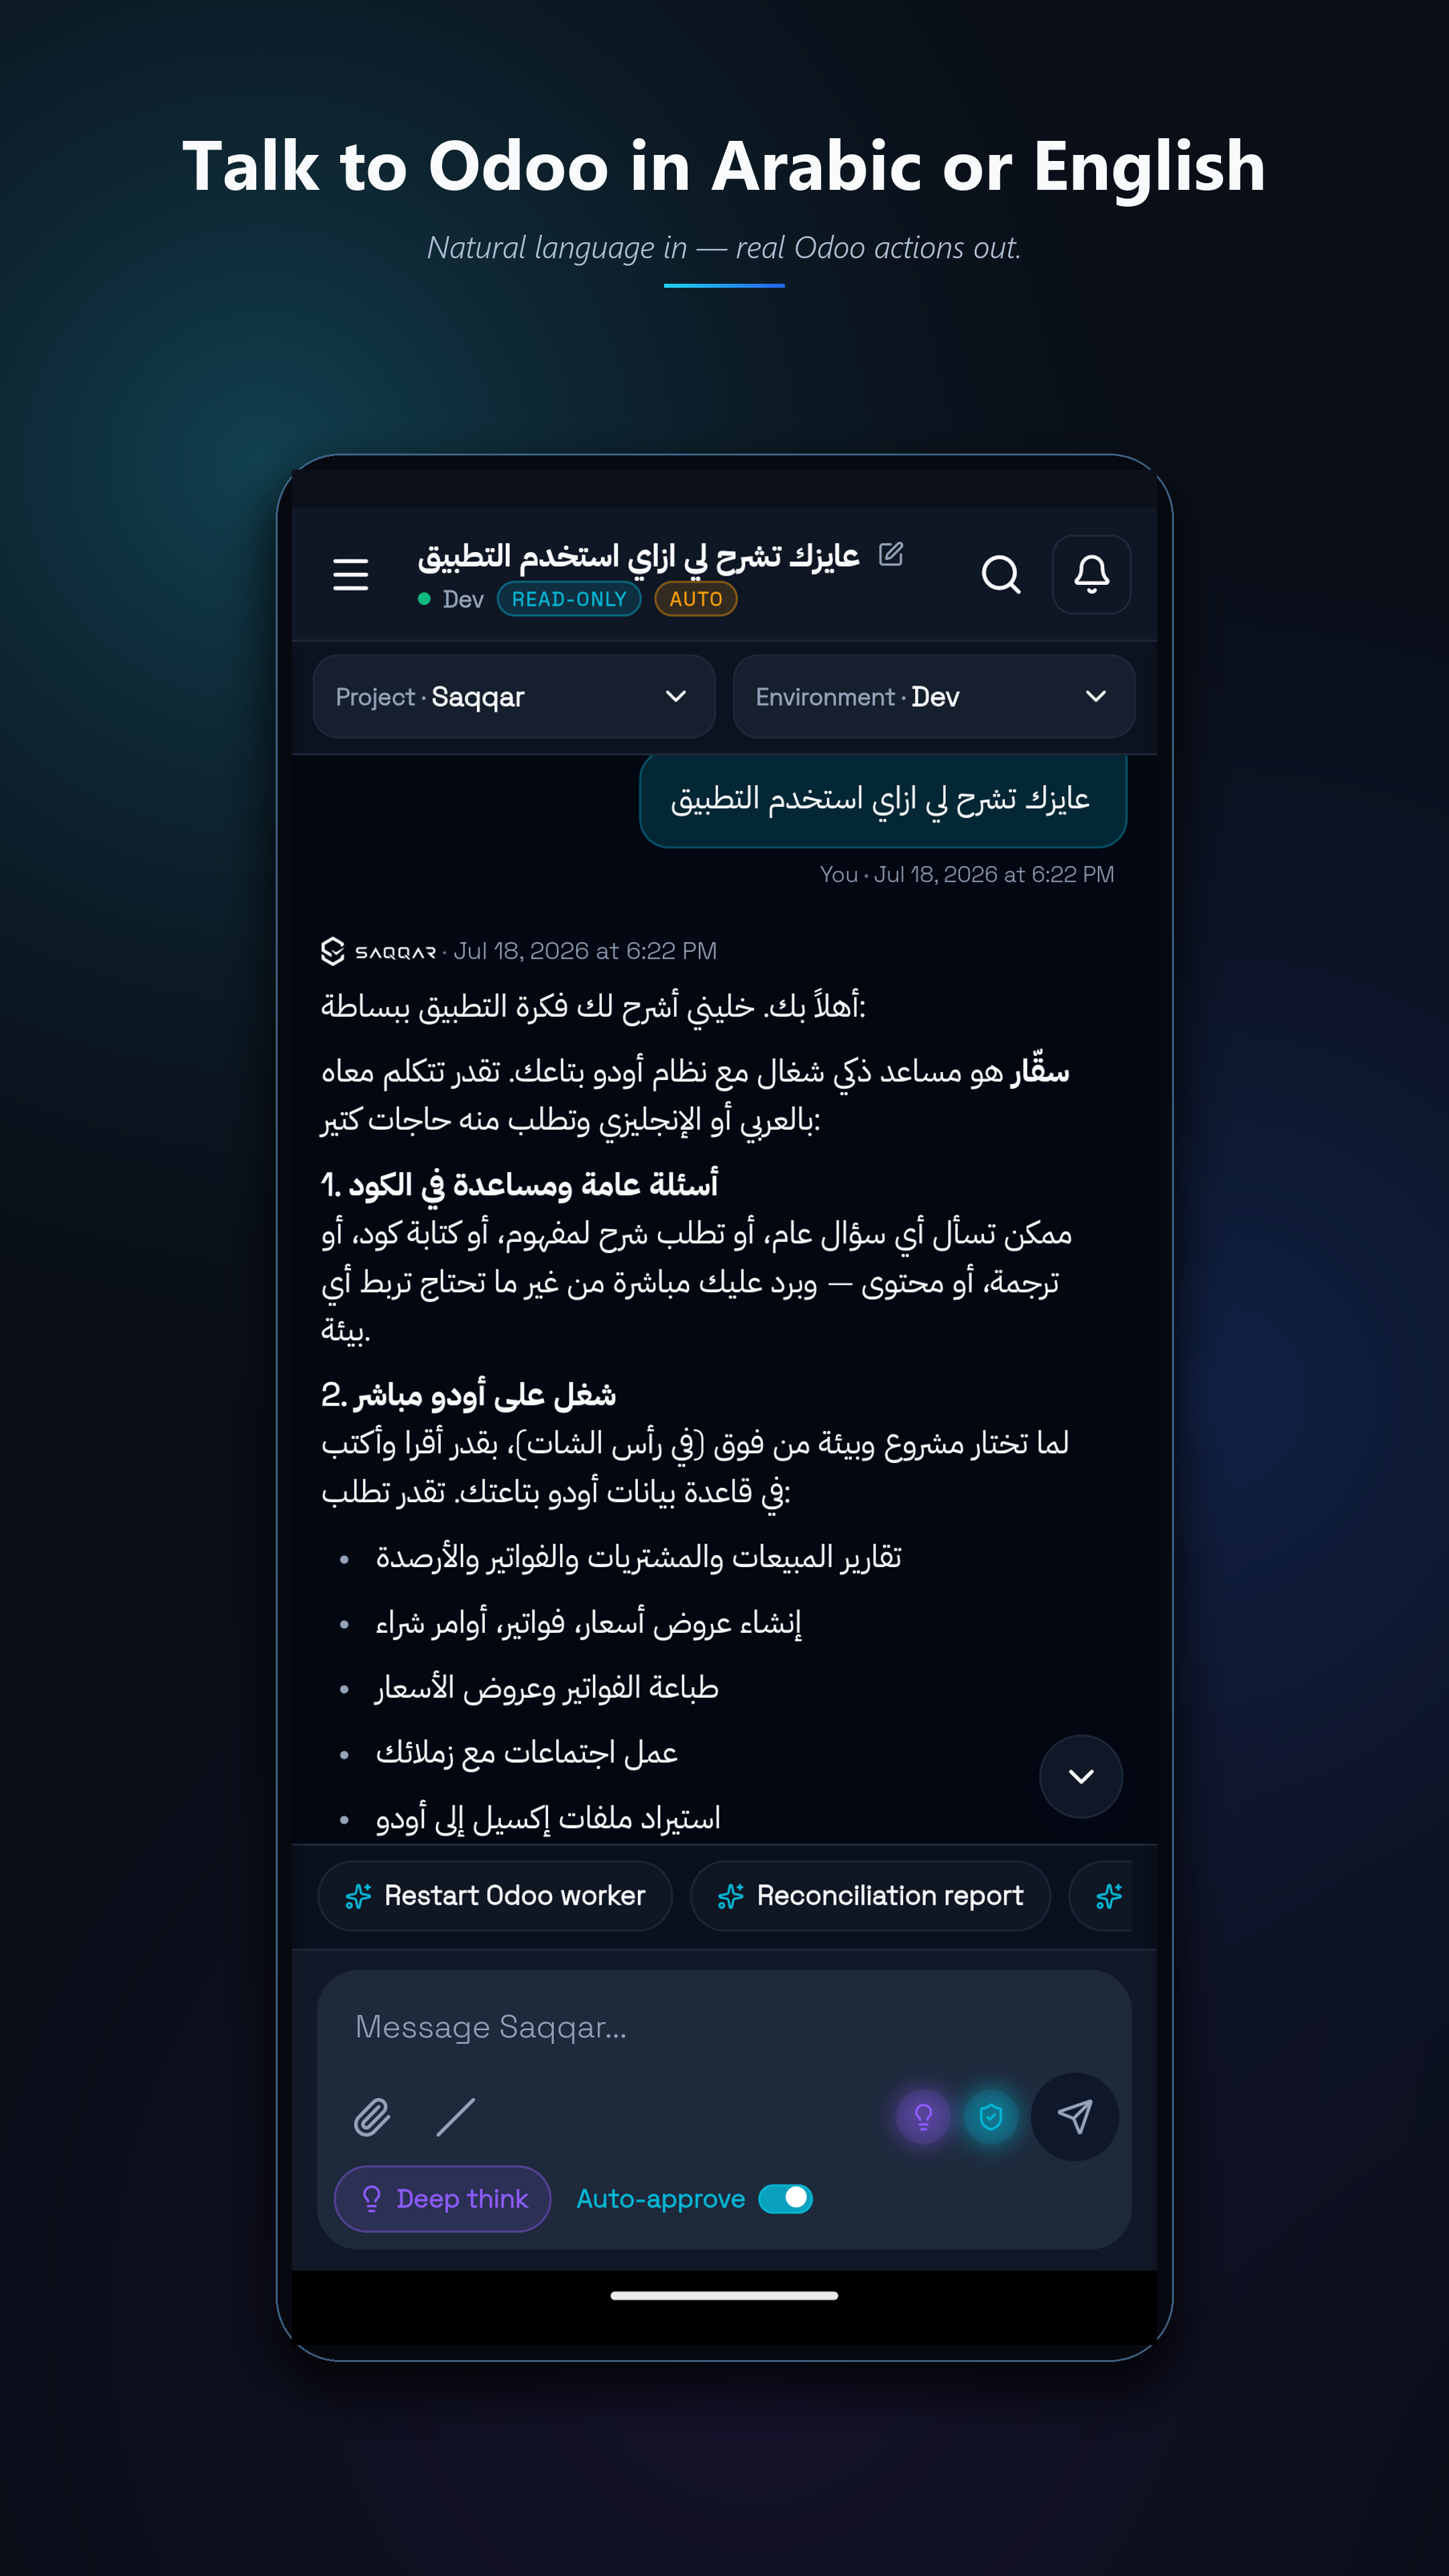 Talk to Odoo in Arabic or English
Natural language in — real Odoo actions out.
عايزك تشرح لي ازاي استخدم التطبيق
Dev READ-ONLY AUTO
Project · Saqqar Environment · Dev
عايزك تشرح لي ازاي استخدم التطبيق
You · Jul 18, 2026 at 6:22 PM
SAQQAR · Jul 18, 2026 at 6:22 PM
أهلاً بك. خليني أشرح لك فكرة التطبيق ببساطة:
سقّار هو مساعد ذكي شغال مع نظام أودو بتاعك. تقدر تتكلم معاه
بالعربي أو الإنجليزي وتطلب منه حاجات كتير:
1. أسئلة عامة ومساعدة في الكود
ممكن تسأل أي سؤال عام، أو تطلب شرح لمفهوم، أو كتابة كود، أو
ترجمة، أو محتوى — وبرد عليك مباشرة من غير ما تحتاج تربط أي
بيئة.
2. شغل على أودو مباشر
لما تختار مشروع وبيئة من فوق (في رأس الشات)، بقدر أقرا وأكتب
في قاعدة بيانات أودو بتاعتك. تقدر تطلب:
• تقارير المبيعات والمشتريات والفواتير والأرصدة
• إنشاء عروض أسعار، فواتير، أوامر شراء
• طباعة الفواتير وعروض الأسعار
• عمل اجتماعات مع زملائك
• استيراد ملفات إكسيل إلى أودو
Restart Odoo worker Reconciliation report
Message Saqqar...
Deep think Auto-approve